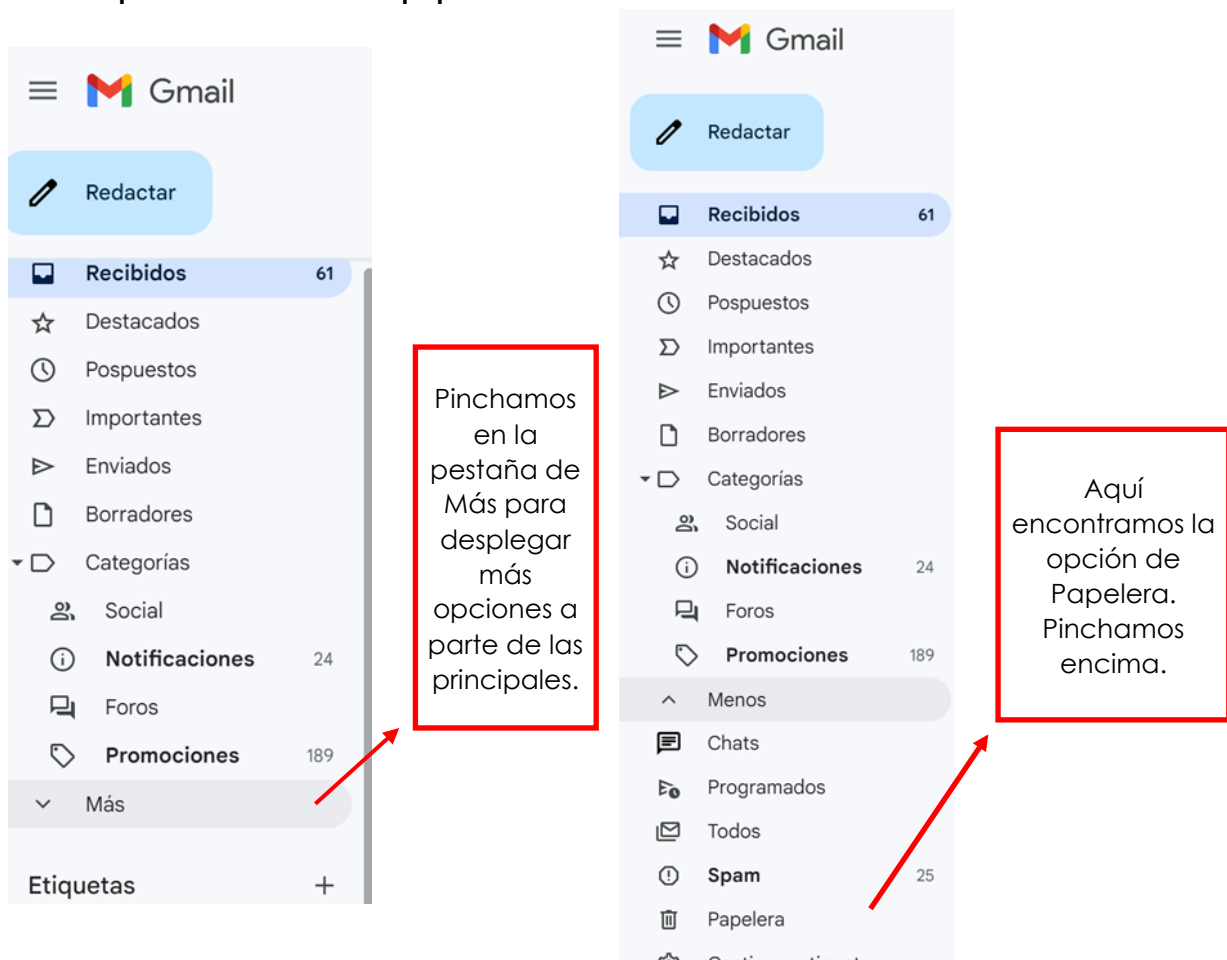 Gmail
Redactar
Recibidos 61
Destacados
Pospuestos
Importantes
Enviados
Borradores
Categorías
Social
Notificaciones 24
Foros
Promociones 189
Más
Etiquetas +
Pinchamos
en la
pestaña de
Más para
desplegar
más
opciones a
parte de las
principales.
Gmail
Redactar
Recibidos 61
Destacados
Pospuestos
Importantes
Enviados
Borradores
Categorías
Social
Notificaciones 24
Foros
Promociones 189
Menos
Chats
Programados
Todos
Spam 25
Papelera
Gestionar etiquetas
Aquí
encontramos la
opción de
Papelera.
Pinchamos
encima.